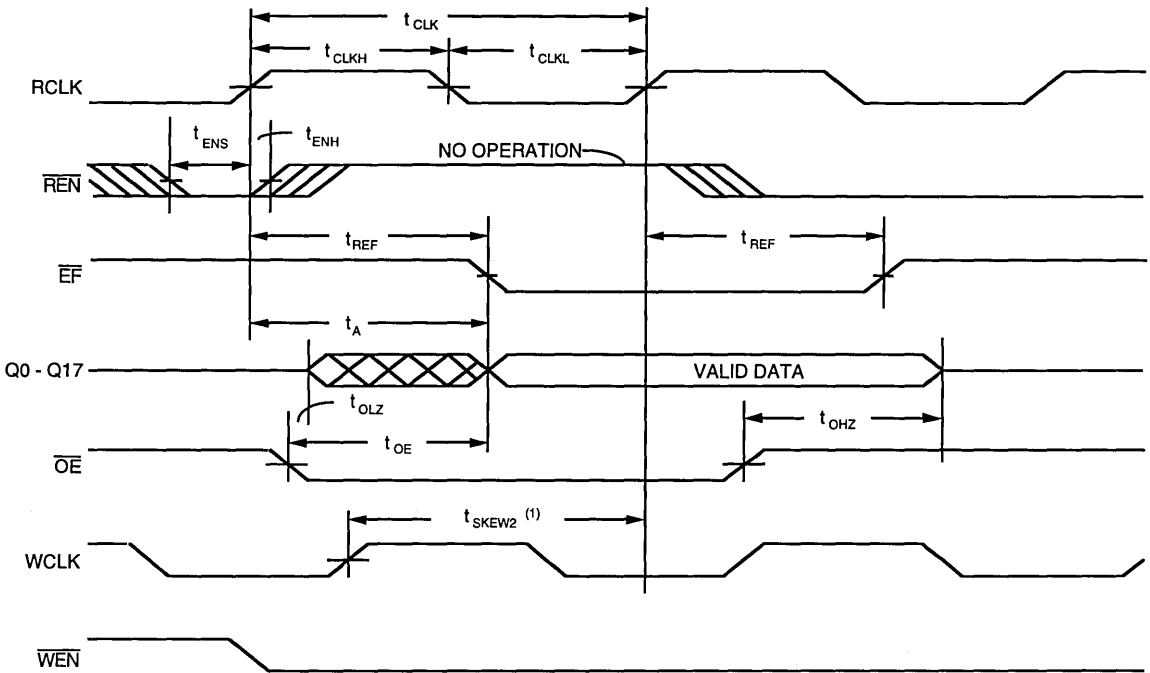 tCLK
tCLKH
tCLKL
RCLK
tENS
tENH
NO OPERATION
REN
tREF
tREF
EF
tA
Q0 - Q17
VALID DATA
tOLZ
tOHZ
tOE
OE
tSKEW2 (1)
WCLK
WEN